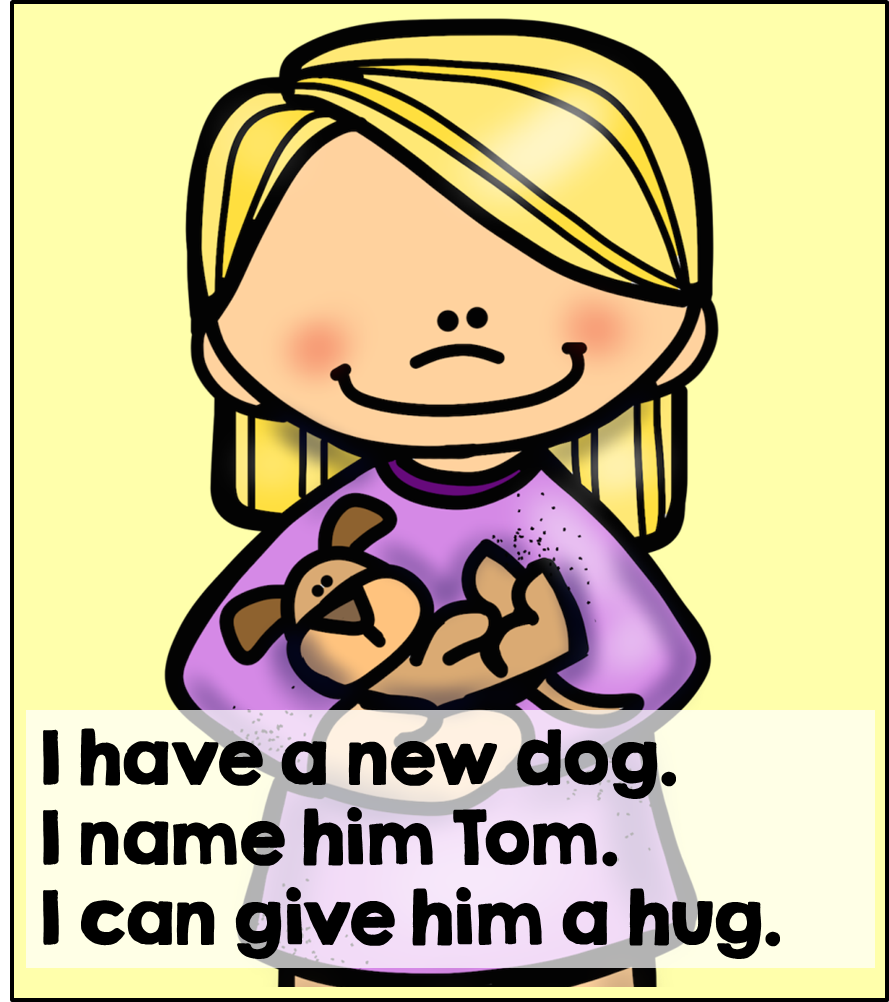 I have a new dog.
I name him Tom.
I can give him a hug.